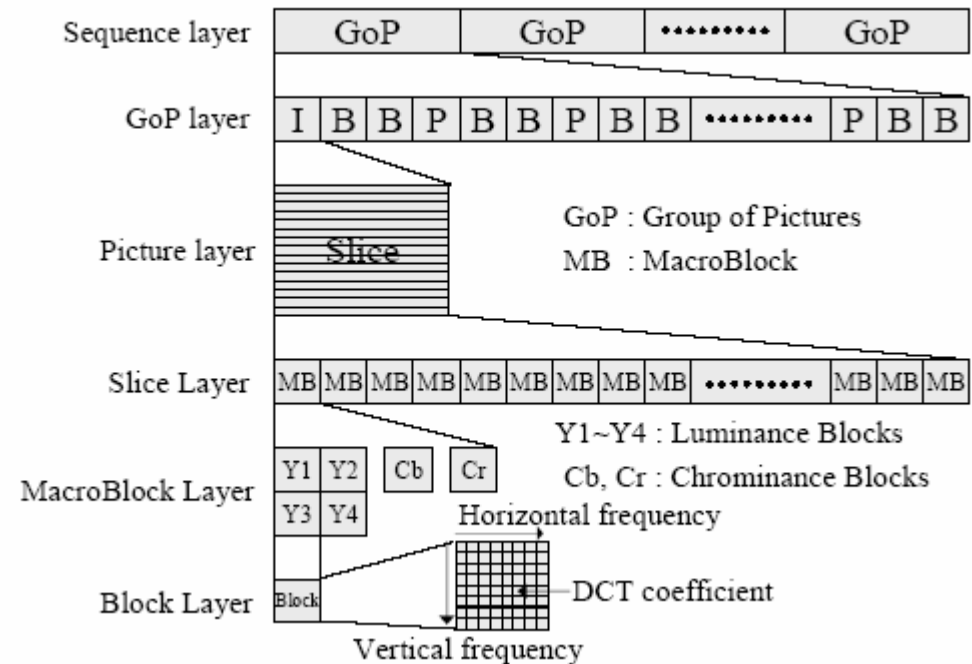 Sequence layer GoP GoP ......... GoP
GoP layer I B B P B B P B B ......... P B B
GoP : Group of Pictures
Picture layer Slice
MB : MacroBlock
Slice Layer MB MB MB MB MB MB MB MB MB ......... MB MB MB
Y1~Y4 : Luminance Blocks
Y1 Y2 Cb Cr
Cb, Cr : Chrominance Blocks
MacroBlock Layer
Y3 Y4
Horizontal frequency
Block Layer Block
DCT coefficient
Vertical frequency